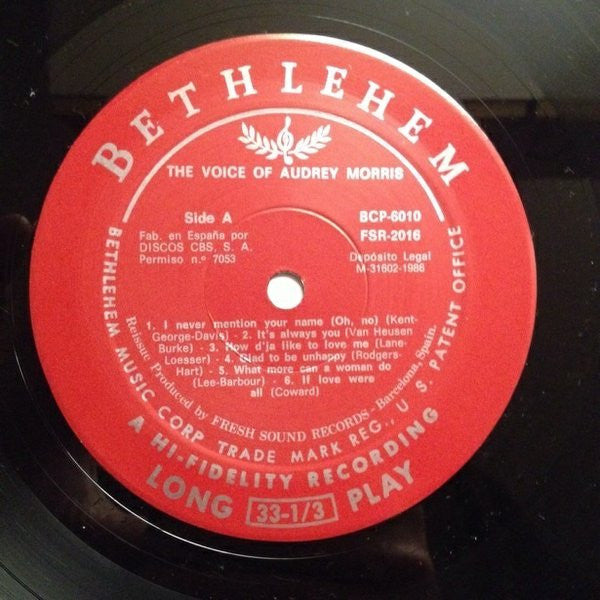 BETHLEHEM
THE VOICE OF AUDREY MORRIS
Side A
BCP-6010
Fab. en España por
FSR-2016
DISCOS CBS, S. A.
Permiso n.º 7053
Depósito Legal
M-31602-1986
1. I never mention your name (Oh, no) (Kent-
George-Davis) - 2. It's always you (Van Heusen
Burke) - 3. How d'ja like to love me (Lane-
Loesser) - 4. Glad to be unhappy (Rodgers-
Hart) - 5. What more can a woman do
(Lee-Barbour) - 6. If love were
all (Coward)
Reissue Produced by FRESH SOUND RECORDS - Barcelona, Spain.
BETHLEHEM MUSIC CORP. TRADE MARK REG., U. S. PATENT OFFICE
A HI-FIDELITY RECORDING
LONG 33-1/3 PLAY